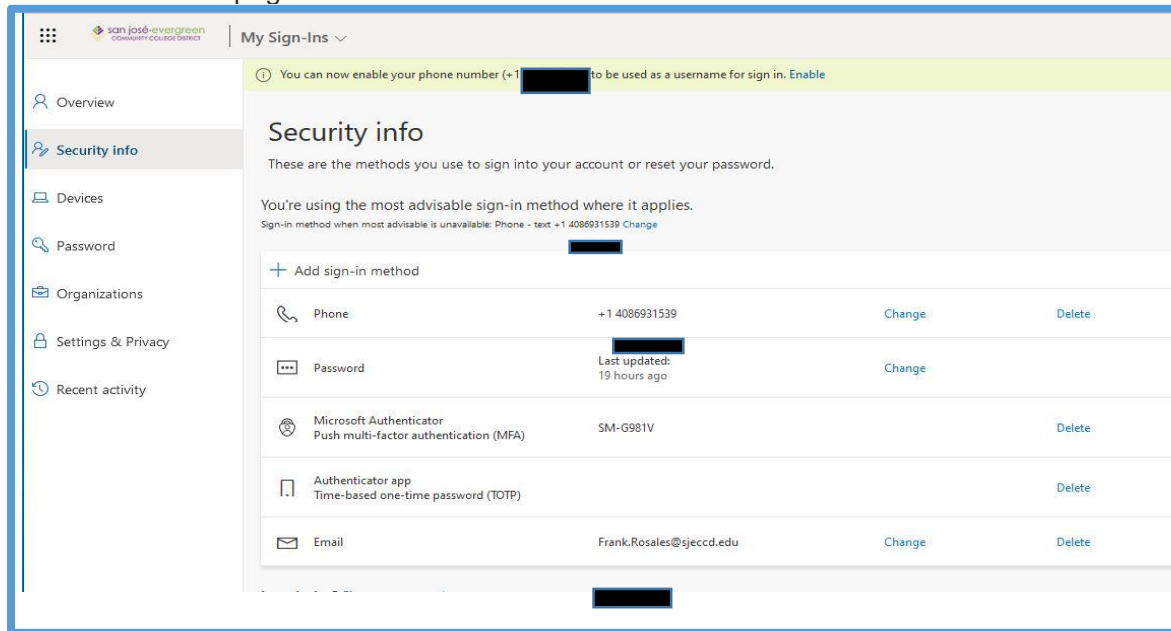 san josé·evergreen
COMMUNITY COLLEGE DISTRICT
My Sign-Ins
You can now enable your phone number (+1 to be used as a username for sign in. Enable
Overview
Security info
Devices
Password
Organizations
Settings & Privacy
Recent activity
Security info
These are the methods you use to sign into your account or reset your password.
You're using the most advisable sign-in method where it applies.
Sign-in method when most advisable is unavailable: Phone - text +1 4086931539 Change
Add sign-in method
Phone +1 4086931539 Change Delete
Password Last updated: Change
19 hours ago
Microsoft Authenticator
Push multi-factor authentication (MFA) SM-G981V Delete
Authenticator app
Time-based one-time password (TOTP) Delete
Email Frank.Rosales@sjeccd.edu Change Delete